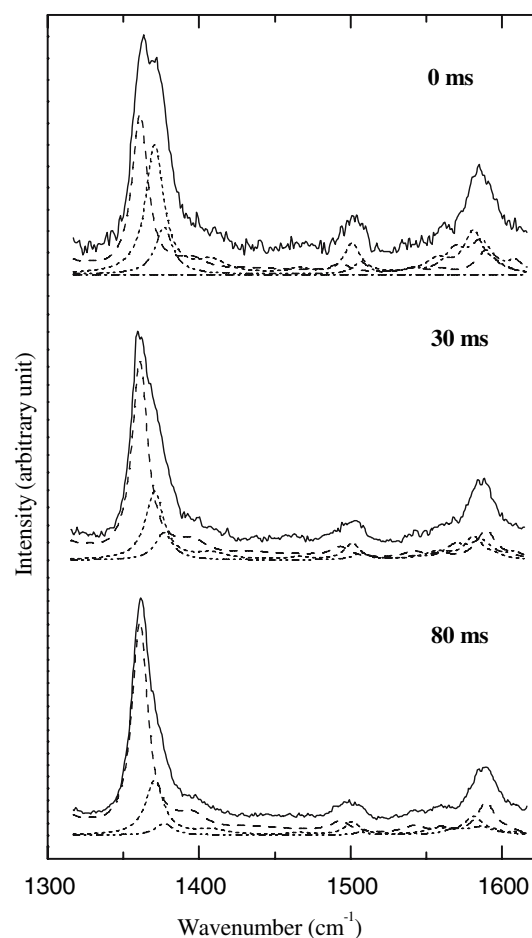 0 ms
30 ms
80 ms
Intensity (arbitrary unit)
1300 1400 1500 1600
Wavenumber (cm⁻¹)